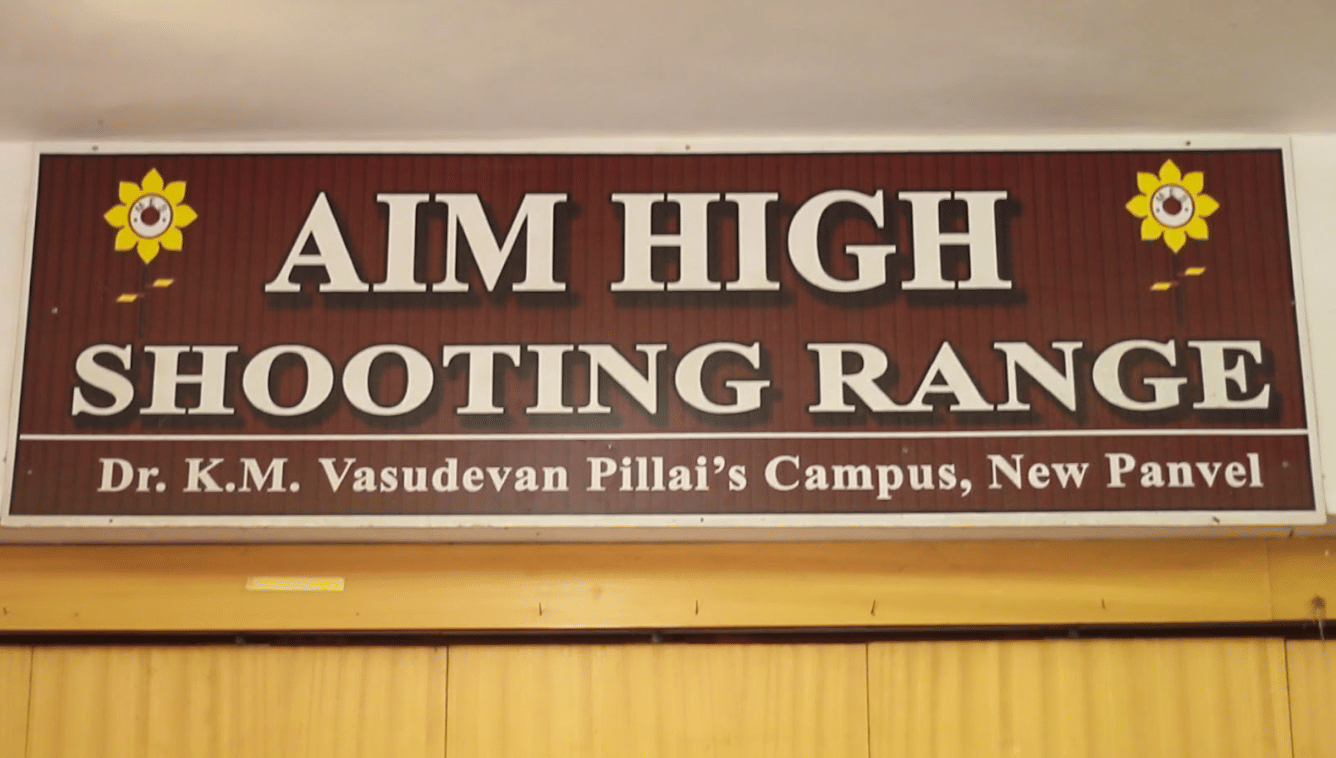 AIM HIGH
SHOOTING RANGE
Dr. K.M. Vasudevan Pillai's Campus, New Panvel